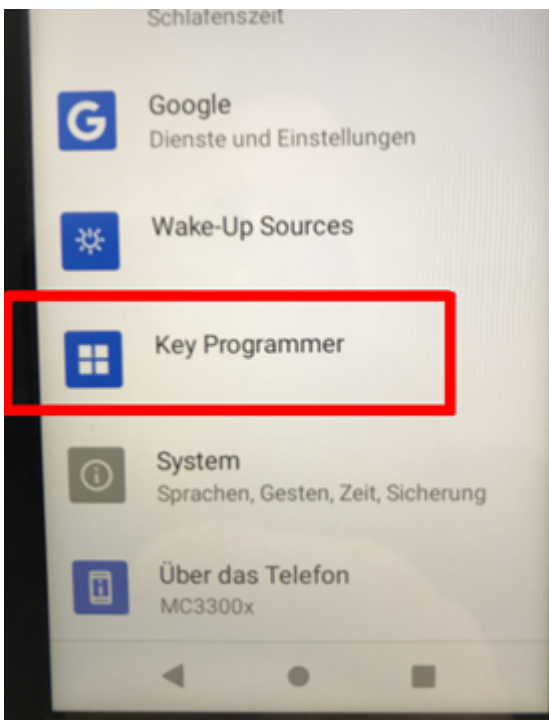 Schlafenszeit
Google
Dienste und Einstellungen
Wake-Up Sources
Key Programmer
System
Sprachen, Gesten, Zeit, Sicherung
Über das Telefon
MC3300x